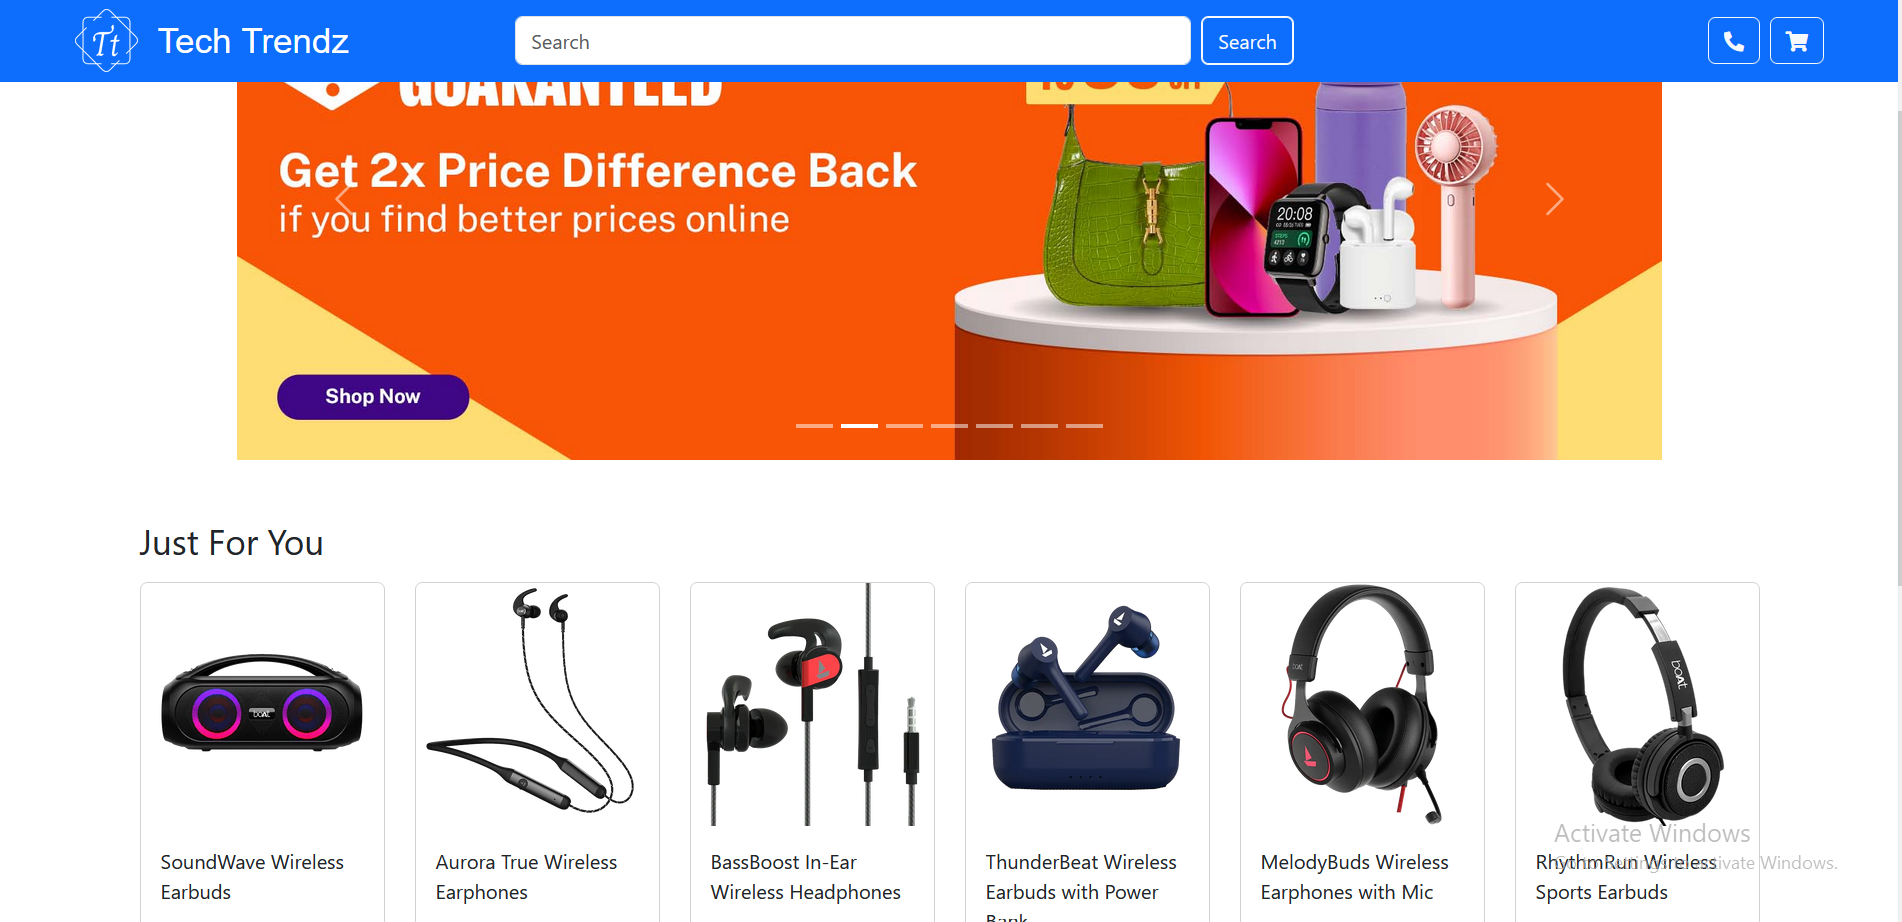 Tt Tech Trendz
Search
Search
GUARANTEED
Get 2x Price Difference Back
if you find better prices online
20:08
Shop Now
Just For You
boAt
boAt
SoundWave Wireless
Earbuds
Aurora True Wireless
Earphones
BassBoost In-Ear
Wireless Headphones
ThunderBeat Wireless
Earbuds with Power
Bank
MelodyBuds Wireless
Earphones with Mic
RhythmRun Wireless
Sports Earbuds
Activate Windows
Go to Settings to activate Windows.